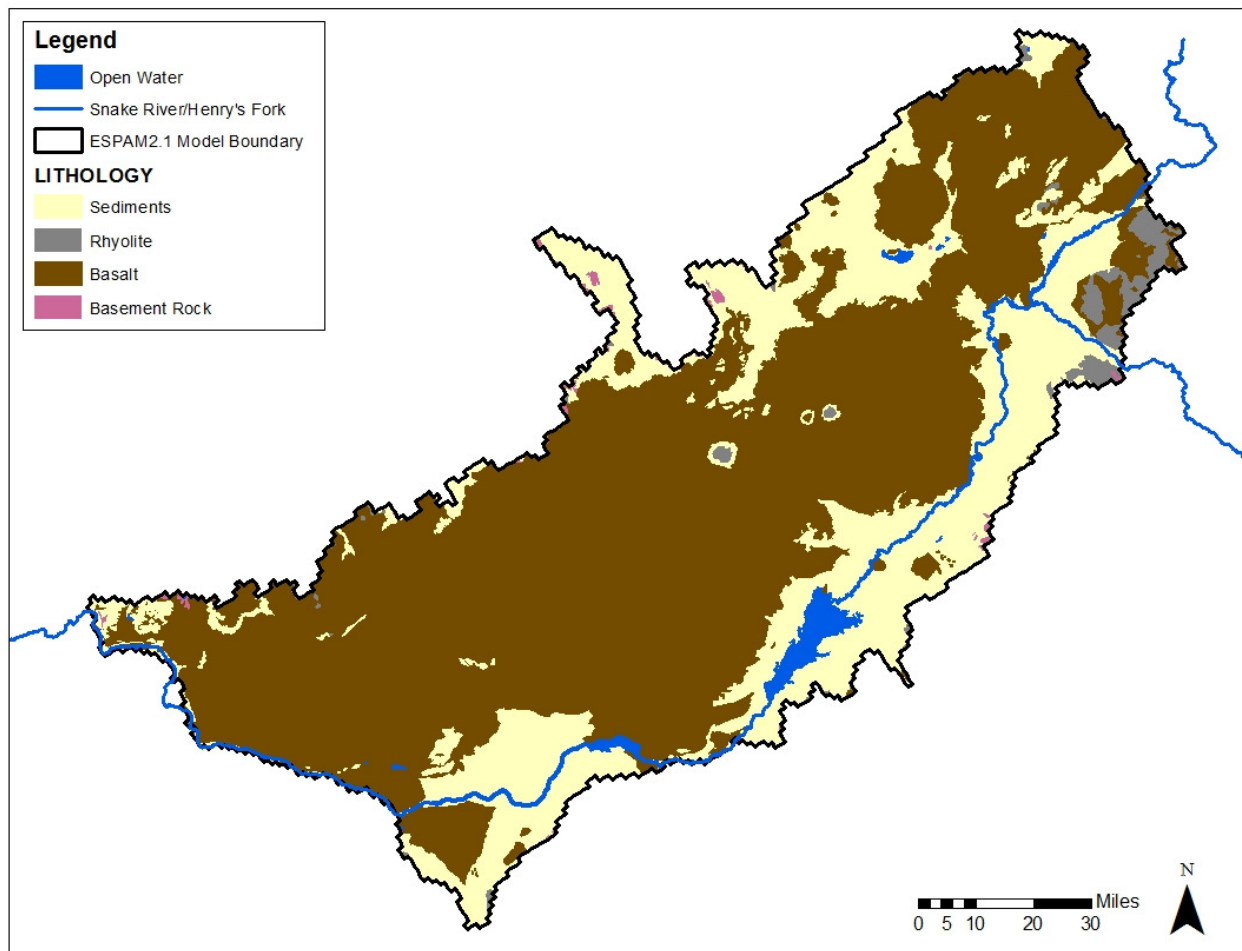 Legend
Open Water
Snake River/Henry's Fork
ESPAM2.1 Model Boundary
LITHOLOGY
Sediments
Rhyolite
Basalt
Basement Rock
N
Miles
0 5 10 20 30